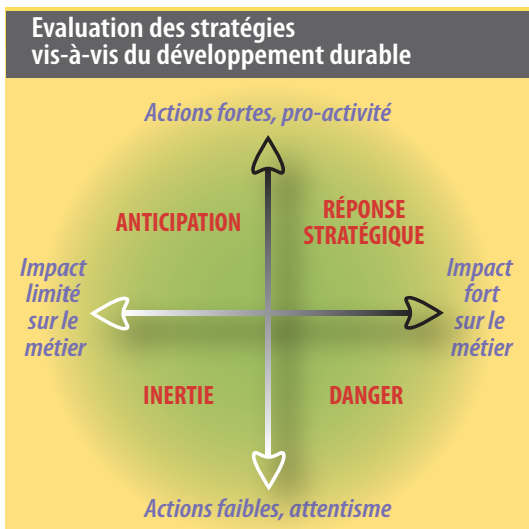 Evaluation des stratégies
vis-à-vis du développement durable
Actions fortes, pro-activité
ANTICIPATION
RÉPONSE
STRATÉGIQUE
Impact
limité
sur le
métier
Impact
fort
sur le
métier
INERTIE
DANGER
Actions faibles, attentisme